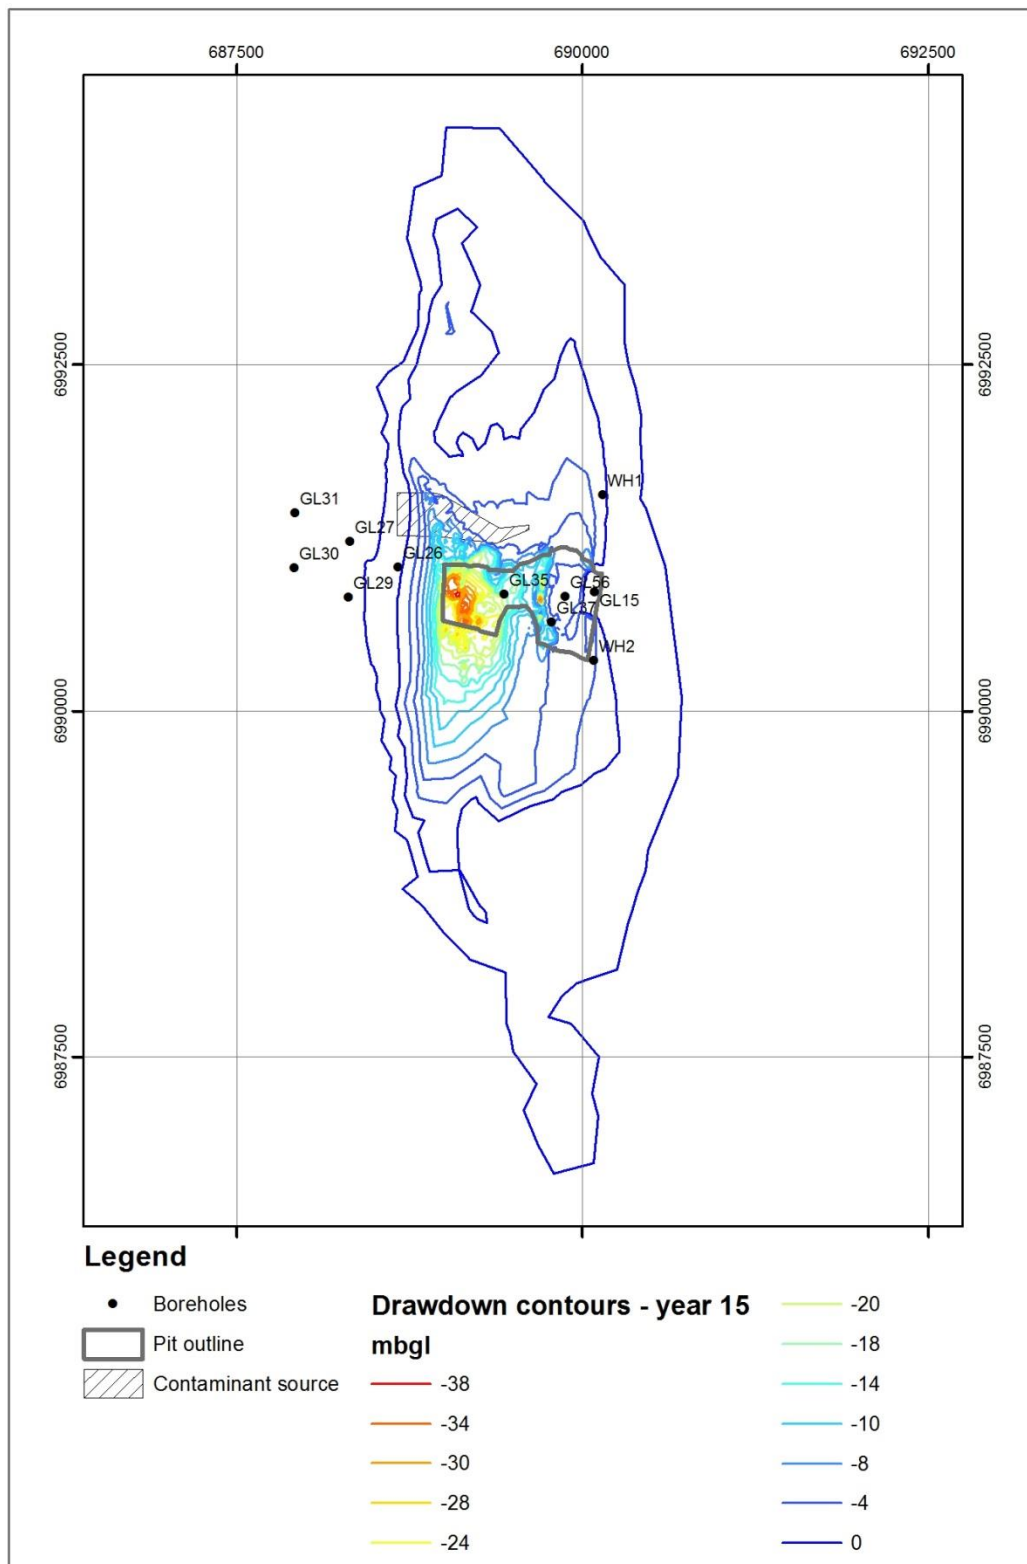 687500 690000 692500
6992500 6992500
WH1
GL31
GL27
GL30 GL26
GL29 GL35 GL56
GL15
GL37
WH2
6990000 6990000
6987500 6987500
Legend
Boreholes
Pit outline
Contaminant source
Drawdown contours - year 15
mbgl
-38
-34
-30
-28
-24
-20
-18
-14
-10
-8
-4
0